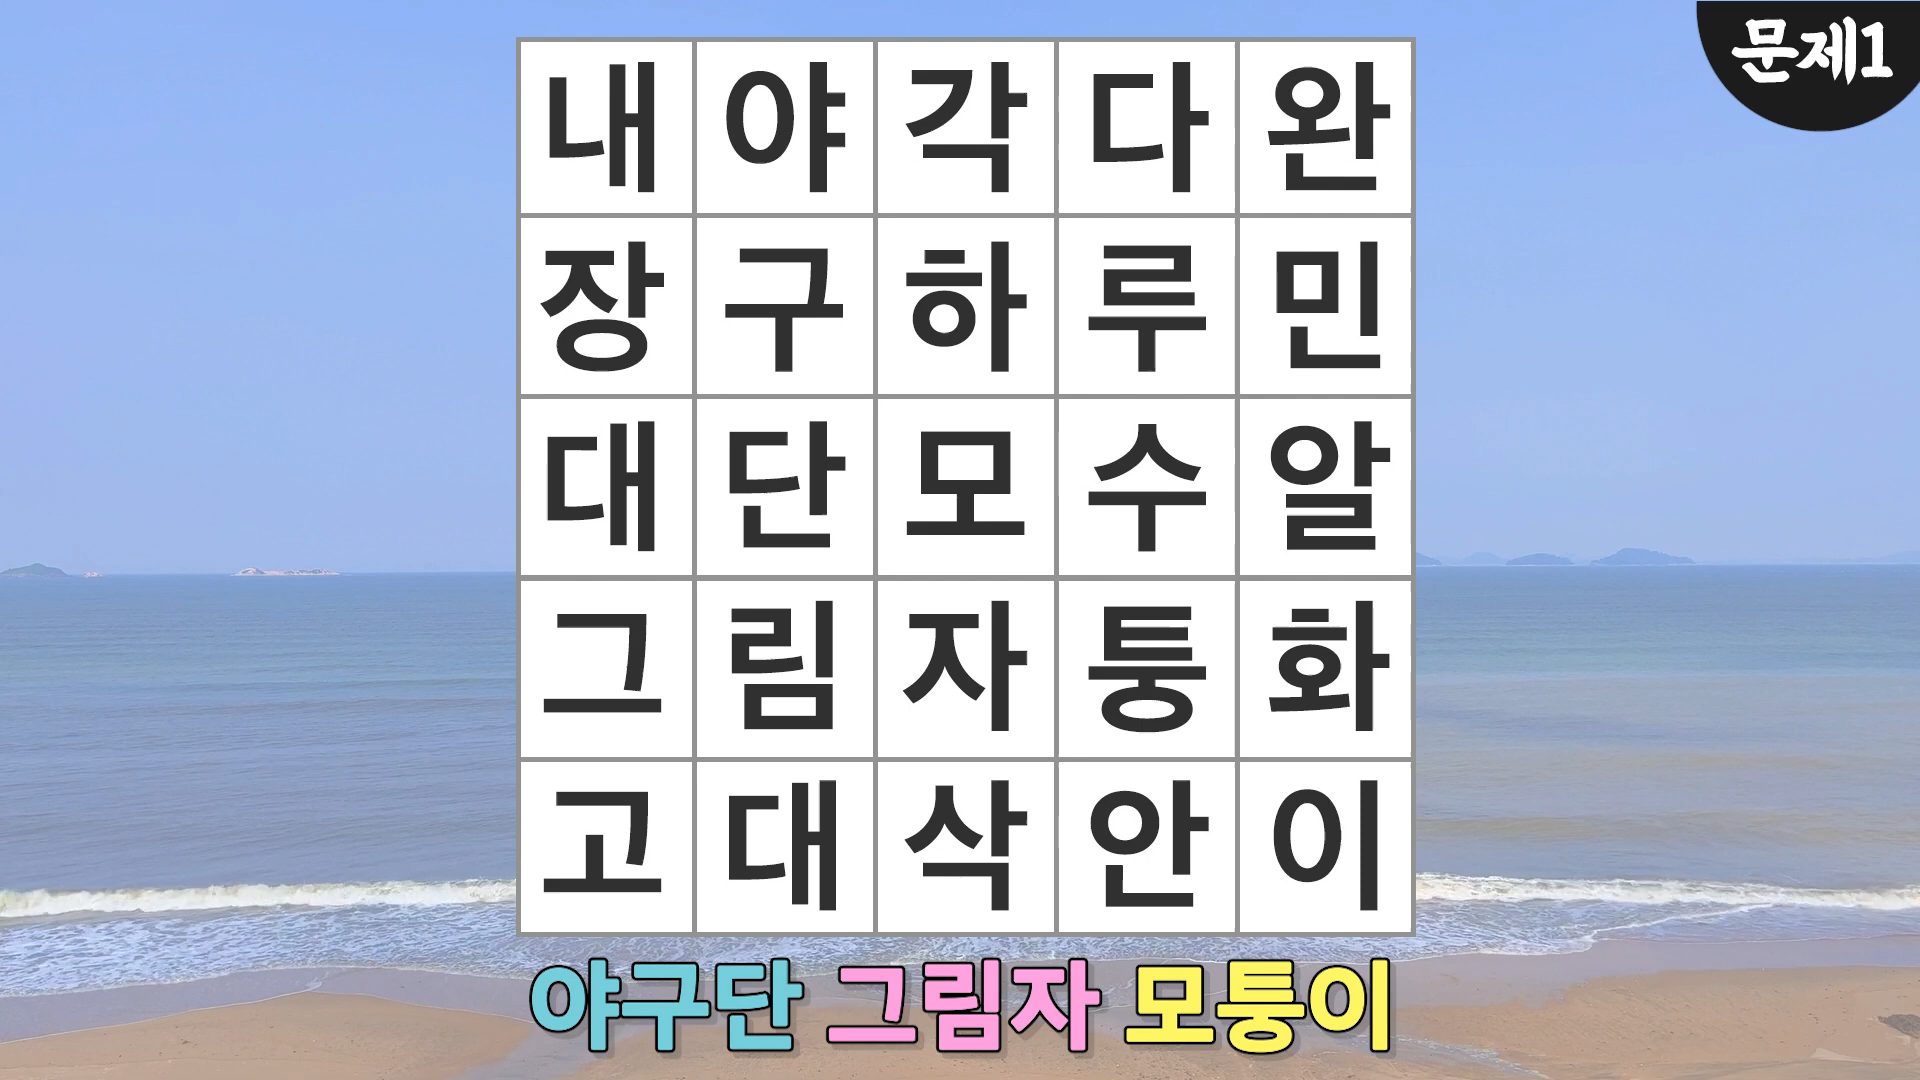 문제1
내 야 각 다 완
장 구 하 루 민
대 단 모 수 알
그 림 자 퉁 화
고 대 삭 안 이
야구단 그림자 모퉁이